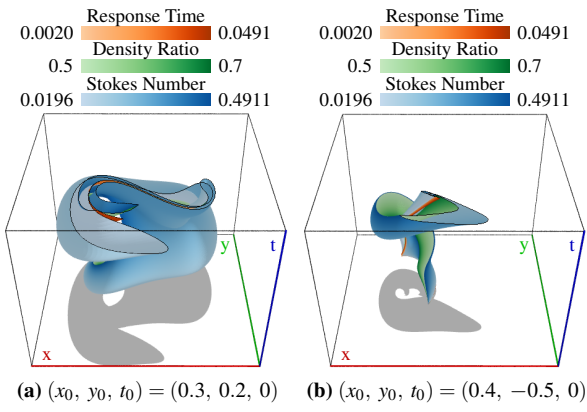 Response Time
0.0020 0.0491
Density Ratio
0.5 0.7
Stokes Number
0.0196 0.4911
y
t
x
(a) (x₀, y₀, t₀) = (0.3, 0.2, 0)
Response Time
0.0020 0.0491
Density Ratio
0.5 0.7
Stokes Number
0.0196 0.4911
y
t
x
(b) (x₀, y₀, t₀) = (0.4, −0.5, 0)